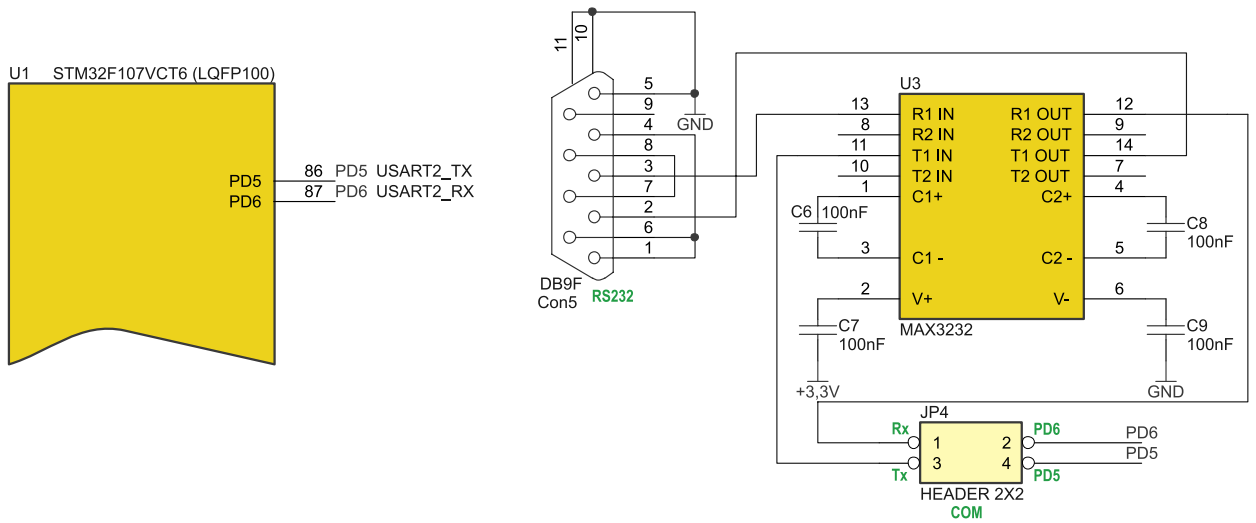 U1 STM32F107VCT6 (LQFP100)
PD5 86 PD5 USART2_TX
PD6 87 PD6 USART2_RX
11
10
5
9
GND
4
8
3
7
2
6
1
DB9F
Con5 RS232
U3
13 R1 IN R1 OUT 12
8 R2 IN R2 OUT 9
11 T1 IN T1 OUT 14
10 T2 IN T2 OUT 7
1 C1+ C2+ 4
C6 100nF
C8
100nF
3 C1 - C2 - 5
2 V+ V- 6
MAX3232
C7
100nF
C9
100nF
+3,3V
GND
JP4
Rx 1 2 PD6 PD6
Tx 3 4 PD5 PD5
HEADER 2X2
COM